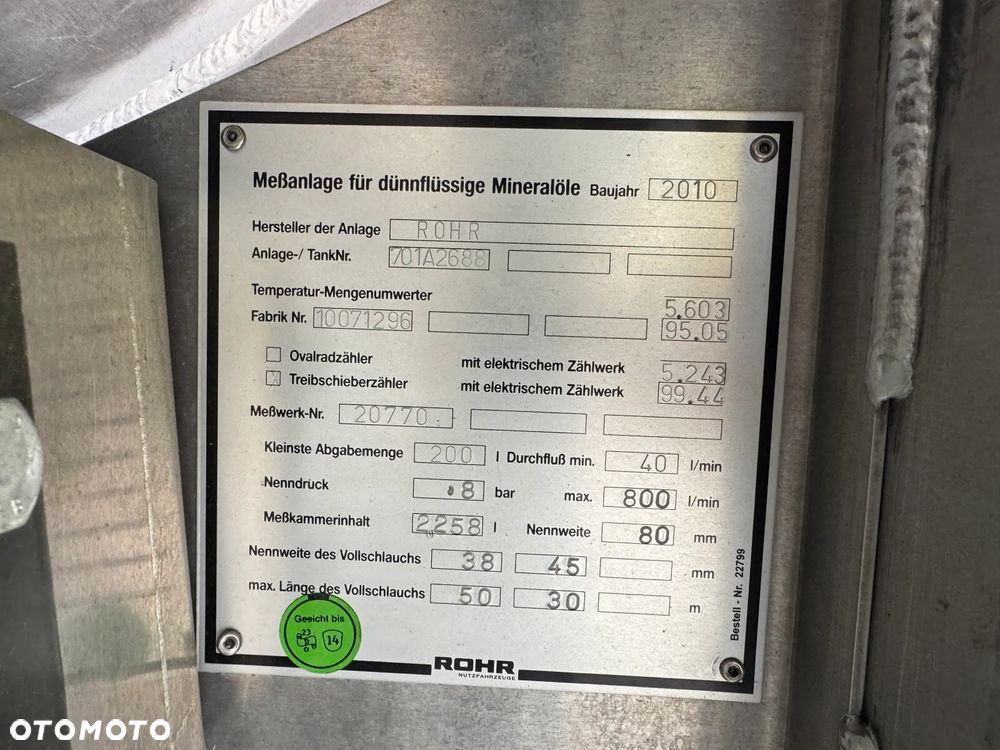 Meßanlage für dünnflüssige Mineralöle Baujahr 2010
Hersteller der Anlage ROHR
Anlage-/ TankNr. 701A2688
Temperatur-Mengenumwerter 5.603
Fabrik Nr. 10071296 95.05
Ovalradzähler mit elektrischem Zählwerk 5.243
X Treibschieberzähler mit elektrischem Zählwerk 99.44
Meßwerk-Nr. 20770
Kleinste Abgabemenge 200 l Durchfluß min. 40 l/min
Nenndruck 8 bar max. 800 l/min
Meßkammerinhalt 2,258 l Nennweite 80 mm
Nennweite des Vollschlauchs 38 45 mm
max. Länge des Vollschlauchs 50 30 m
Bestell - Nr. 22799
Geeicht bis
23
14
ROHR
NUTZFAHRZEUGE
OTOMOTO